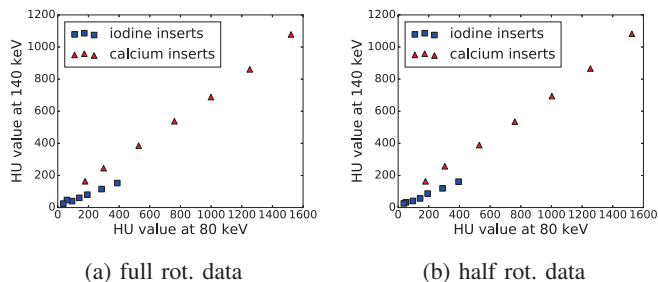 1200
1000
800
600
400
200
0
HU value at 140 keV
iodine inserts
calcium inserts
0 200 400 600 800 1000 1200 1400 1600
HU value at 80 keV
(a) full rot. data
1200
1000
800
600
400
200
0
HU value at 140 keV
iodine inserts
calcium inserts
0 200 400 600 800 1000 1200 1400 1600
HU value at 80 keV
(b) half rot. data